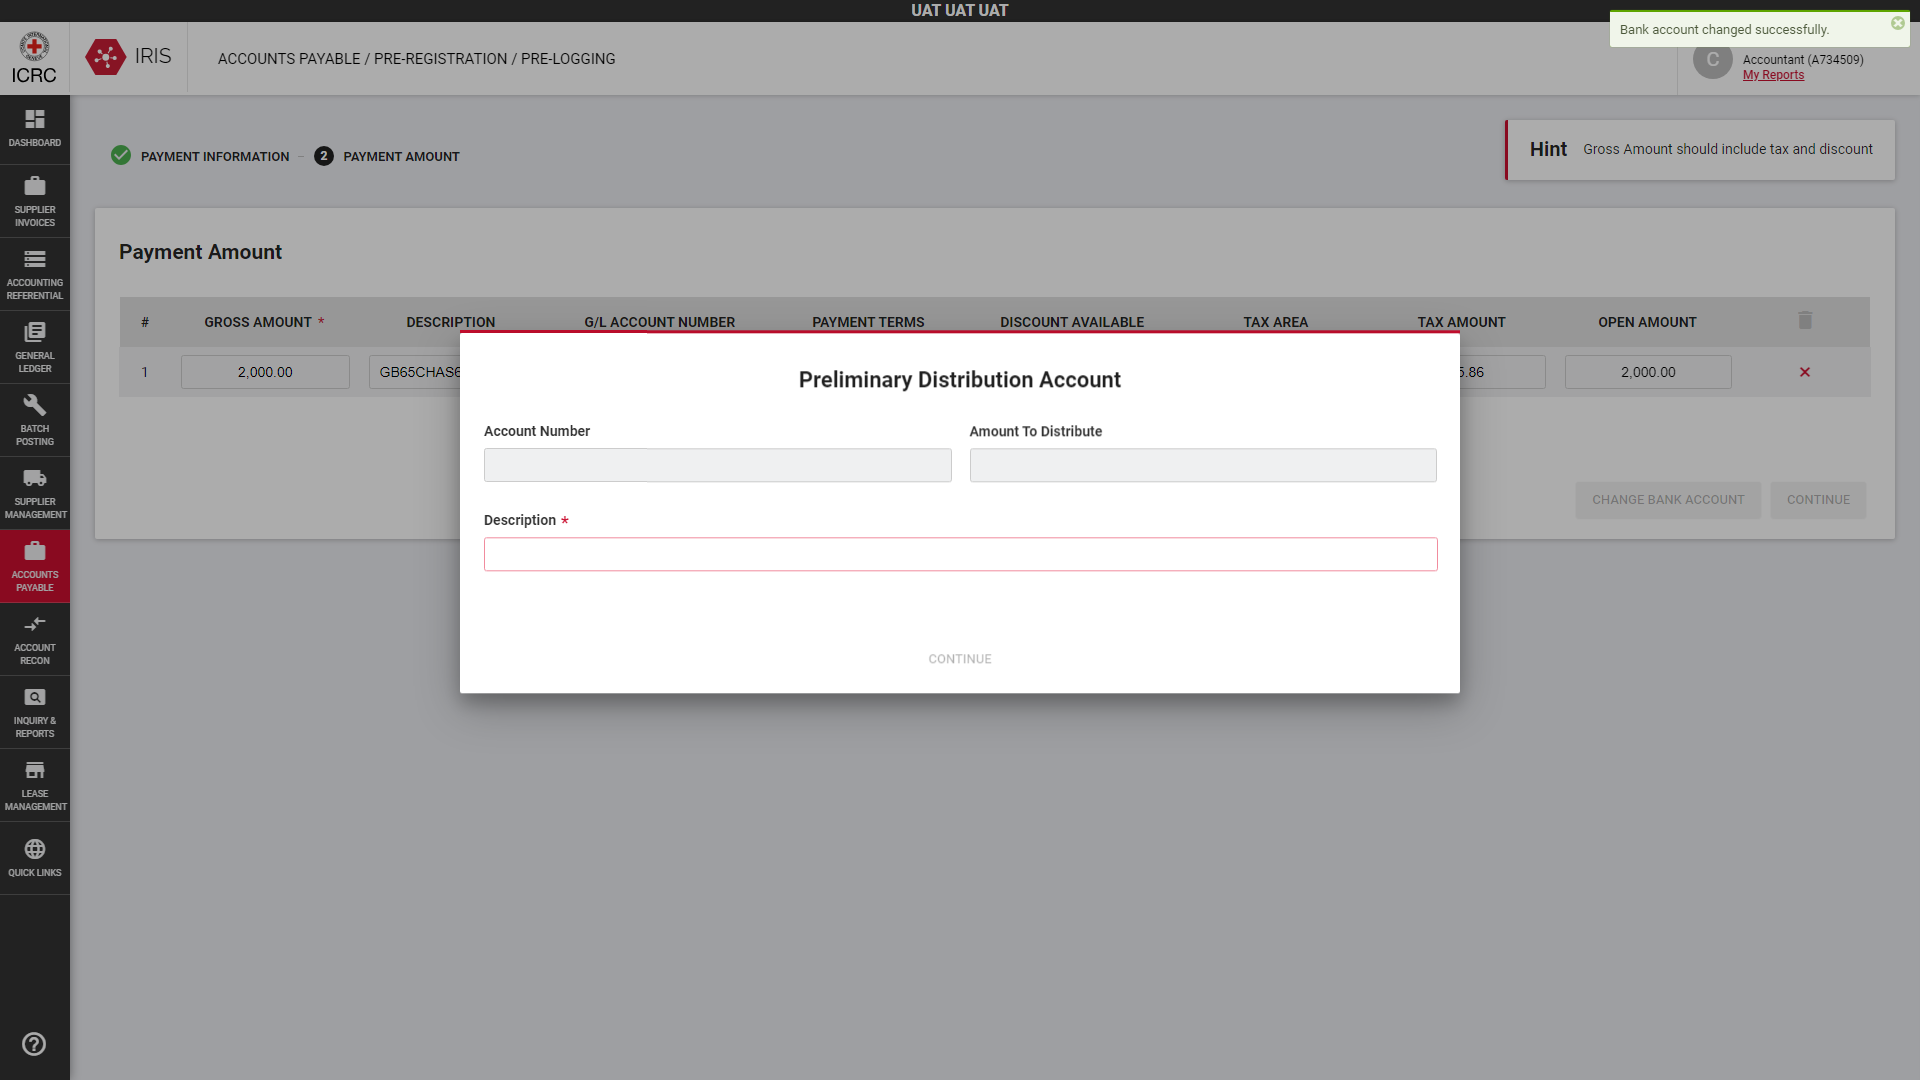 UAT UAT UAT
Bank account changed successfully.
ICRC
IRIS
ACCOUNTS PAYABLE / PRE-REGISTRATION / PRE-LOGGING
C
Accountant (A734509)
My Reports
DASHBOARD
SUPPLIER
INVOICES
ACCOUNTING
REFERENTIAL
GENERAL
LEDGER
BATCH
POSTING
SUPPLIER
MANAGEMENT
ACCOUNTS
PAYABLE
ACCOUNT
RECON
INQUIRY &
REPORTS
LEASE
MANAGEMENT
QUICK LINKS
PAYMENT INFORMATION
2 PAYMENT AMOUNT
Hint Gross Amount should include tax and discount
Payment Amount
# GROSS AMOUNT * DESCRIPTION G/L ACCOUNT NUMBER PAYMENT TERMS DISCOUNT AVAILABLE TAX AREA TAX AMOUNT OPEN AMOUNT
1 2,000.00 GB65CHAS6 5.86 2,000.00
CHANGE BANK ACCOUNT CONTINUE
Preliminary Distribution Account
Account Number Amount To Distribute
Description *
CONTINUE